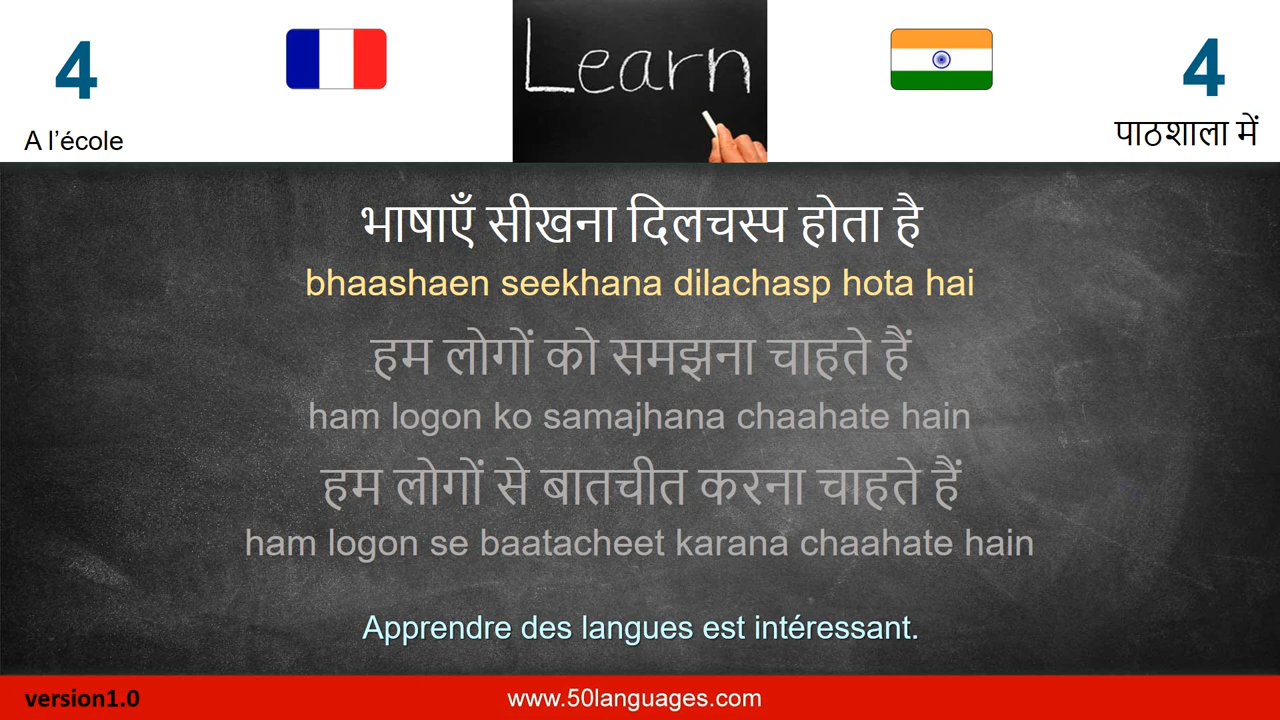 4
A l’école
Learn
4
पाठशाला में
भाषाएँ सीखना दिलचस्प होता है
bhaashaen seekhana dilachasp hota hai
हम लोगों को समझना चाहते हैं
ham logon ko samajhana chaahate hain
हम लोगों से बातचीत करना चाहते हैं
ham logon se baatacheet karana chaahate hain
Apprendre des langues est intéressant.
version1.0
www.50languages.com